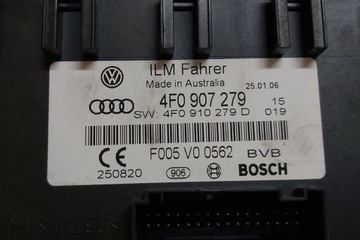 ILM Fahrer
Made in Australia 25.01.06
4F0 907 279 15
SW: 4F0 910 279 D 019
F005 V0 0562 BVB
250820 906 BOSCH